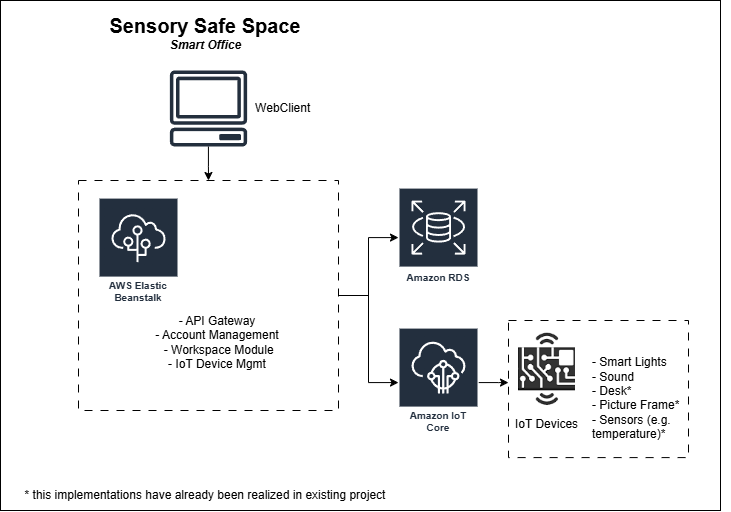 Sensory Safe Space
Smart Office
WebClient
AWS Elastic
Beanstalk
- API Gateway
- Account Management
- Workspace Module
- IoT Device Mgmt
Amazon RDS
Amazon IoT
Core
IoT Devices
- Smart Lights
- Sound
- Desk*
- Picture Frame*
- Sensors (e.g.
temperature)*
* this implementations have already been realized in existing project